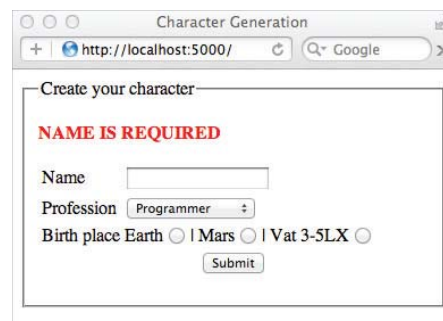 Character Generation
+ http://localhost:5000/ Google
Create your character
NAME IS REQUIRED
Name
Profession Programmer
Birth place Earth | Mars | Vat 3-5LX
Submit